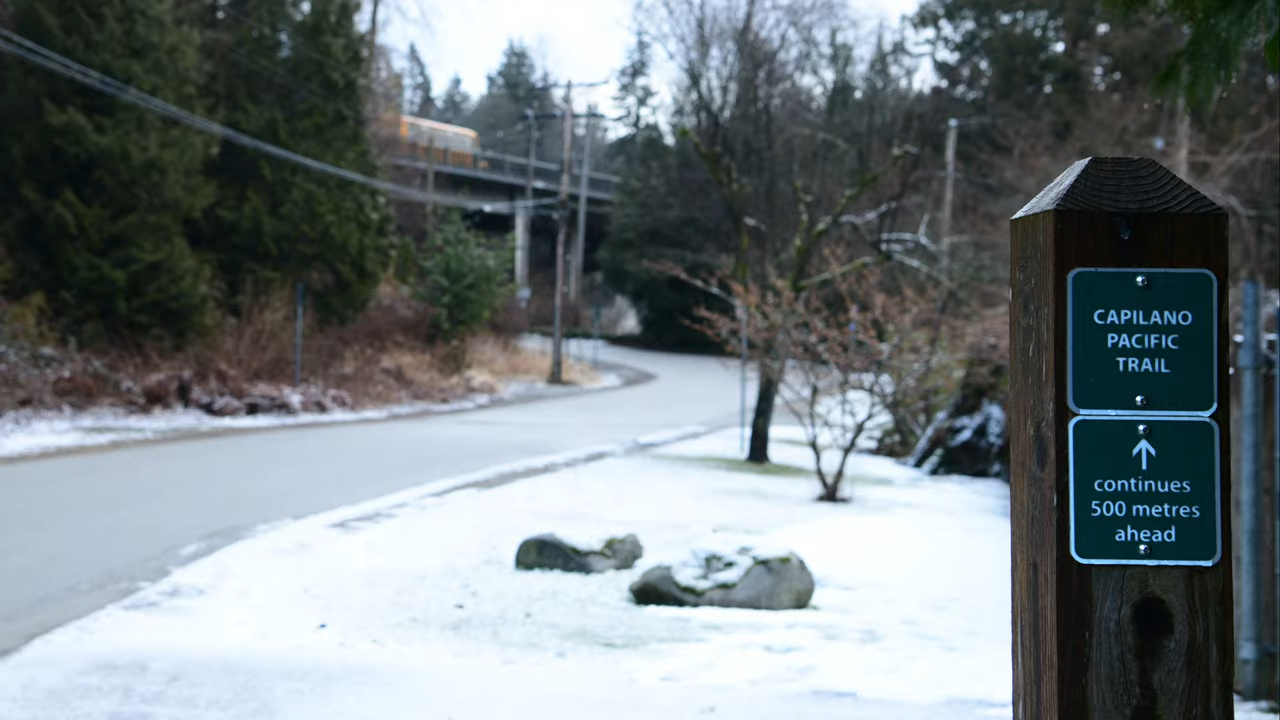 CAPILANO
PACIFIC
TRAIL
↑
continues
500 metres
ahead